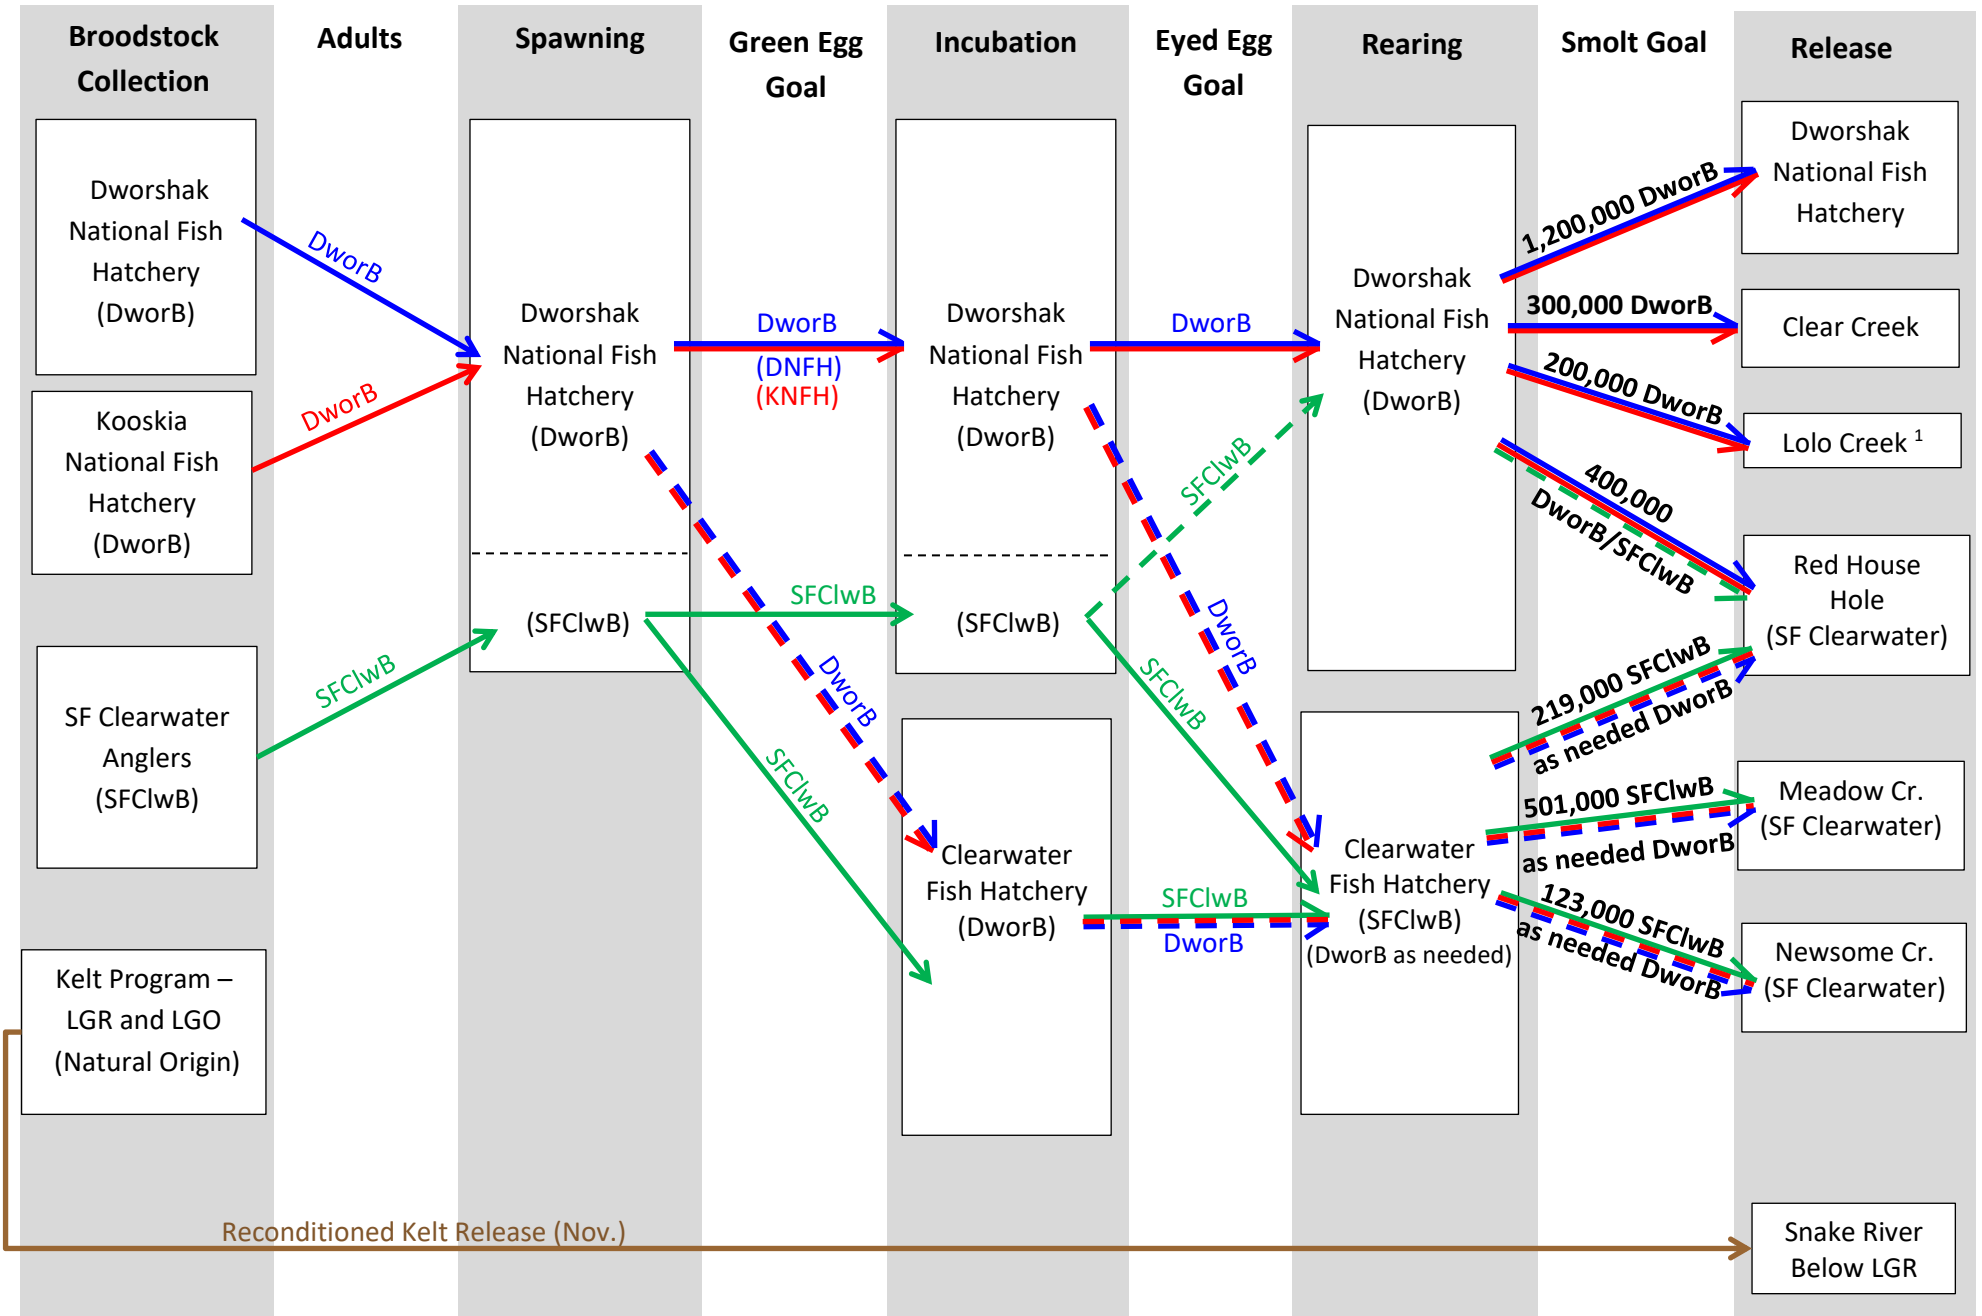 Broodstock
Collection
Adults
Spawning
Green Egg
Goal
Incubation
Eyed Egg
Goal
Rearing
Smolt Goal
Release
Dworshak
National Fish
Hatchery
(DworB)
Kooskia
National Fish
Hatchery
(DworB)
SF Clearwater
Anglers
(SFClwB)
Kelt Program –
LGR and LGO
(Natural Origin)
DworB
DworB
SFClwB
Dworshak
National Fish
Hatchery
(DworB)
(SFClwB)
DworB
(DNFH)
(KNFH)
SFClwB
DworB
SFClwB
Dworshak
National Fish
Hatchery
(DworB)
(SFClwB)
Clearwater
Fish Hatchery
(DworB)
DworB
SFClwB
DworB
SFClwB
SFClwB
DworB
Dworshak
National Fish
Hatchery
(DworB)
Clearwater
Fish Hatchery
(SFClwB)
(DworB as needed)
1,200,000 DworB
300,000 DworB
200,000 DworB
400,000
DworB/SFClwB
219,000 SFClwB
as needed DworB
501,000 SFClwB
as needed DworB
123,000 SFClwB
as needed DworB
Dworshak
National Fish
Hatchery
Clear Creek
Lolo Creek 1
Red House
Hole
(SF Clearwater)
Meadow Cr.
(SF Clearwater)
Newsome Cr.
(SF Clearwater)
Reconditioned Kelt Release (Nov.)
Snake River
Below LGR